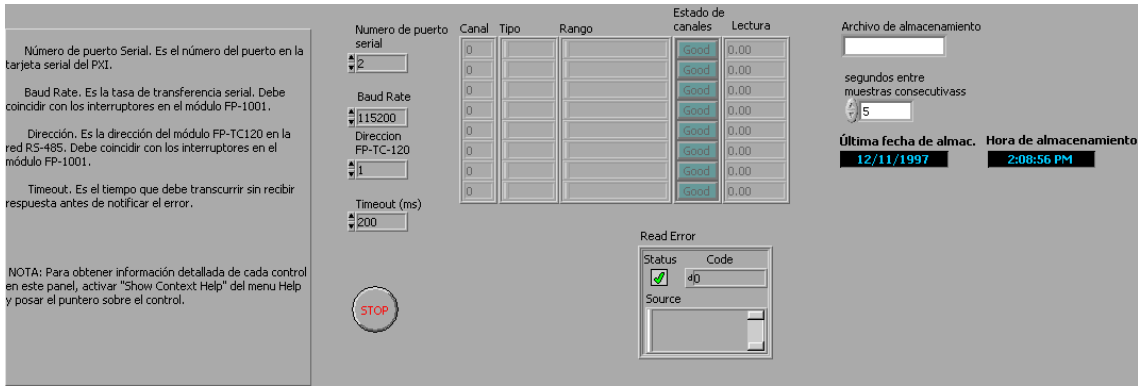 Número de puerto Serial. Es el número del puerto en la
tarjeta serial del PXI.
Baud Rate. Es la tasa de transferencia serial. Debe
coincidir con los interruptores en el módulo FP-1001.
Dirección. Es la dirección del módulo FP-TC120 en la
red RS-485. Debe coincidir con los interruptores en el
módulo FP-1001.
Timeout. Es el tiempo que debe transcurrir sin recibir
respuesta antes de notificar el error.
NOTA: Para obtener información detallada de cada control
en este panel, activar "Show Context Help" del menu Help
y posar el puntero sobre el control.
Numero de puerto
serial
2
Baud Rate
115200
Direccion
FP-TC-120
1
Timeout (ms)
200
STOP
Canal Tipo Rango Estado de canales Lectura
0 Good 0.00
0 Good 0.00
0 Good 0.00
0 Good 0.00
0 Good 0.00
0 Good 0.00
0 Good 0.00
0 Good 0.00
Read Error
Status Code
d0
Source
Archivo de almacenamiento
segundos entre
muestras consecutivass
5
Última fecha de almac. Hora de almacenamiento
12/11/1997 2:08:56 PM